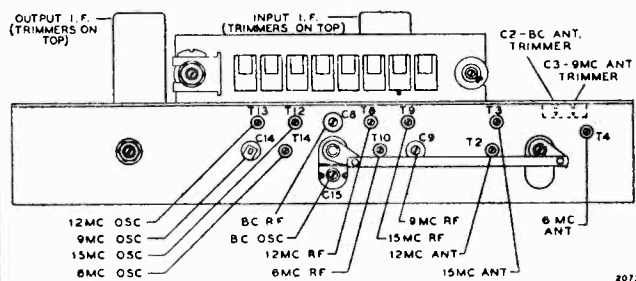 OUTPUT I.F.
(TRIMMERS ON
TOP)
INPUT I.F.
(TRIMMERS ON TOP)
C2-BC ANT.
TRIMMER
C3-9MC ANT
TRIMMER
T13
T12
C8
T8
T9
T3
T4
C14
T14
T10
C9
T2
C15
12MC OSC
9MC OSC
15MC OSC
6MC OSC
BC RF
BC OSC
12MC RF
6MC RF
9MC RF
15MC RF
12MC ANT
15MC ANT
6 MC
ANT